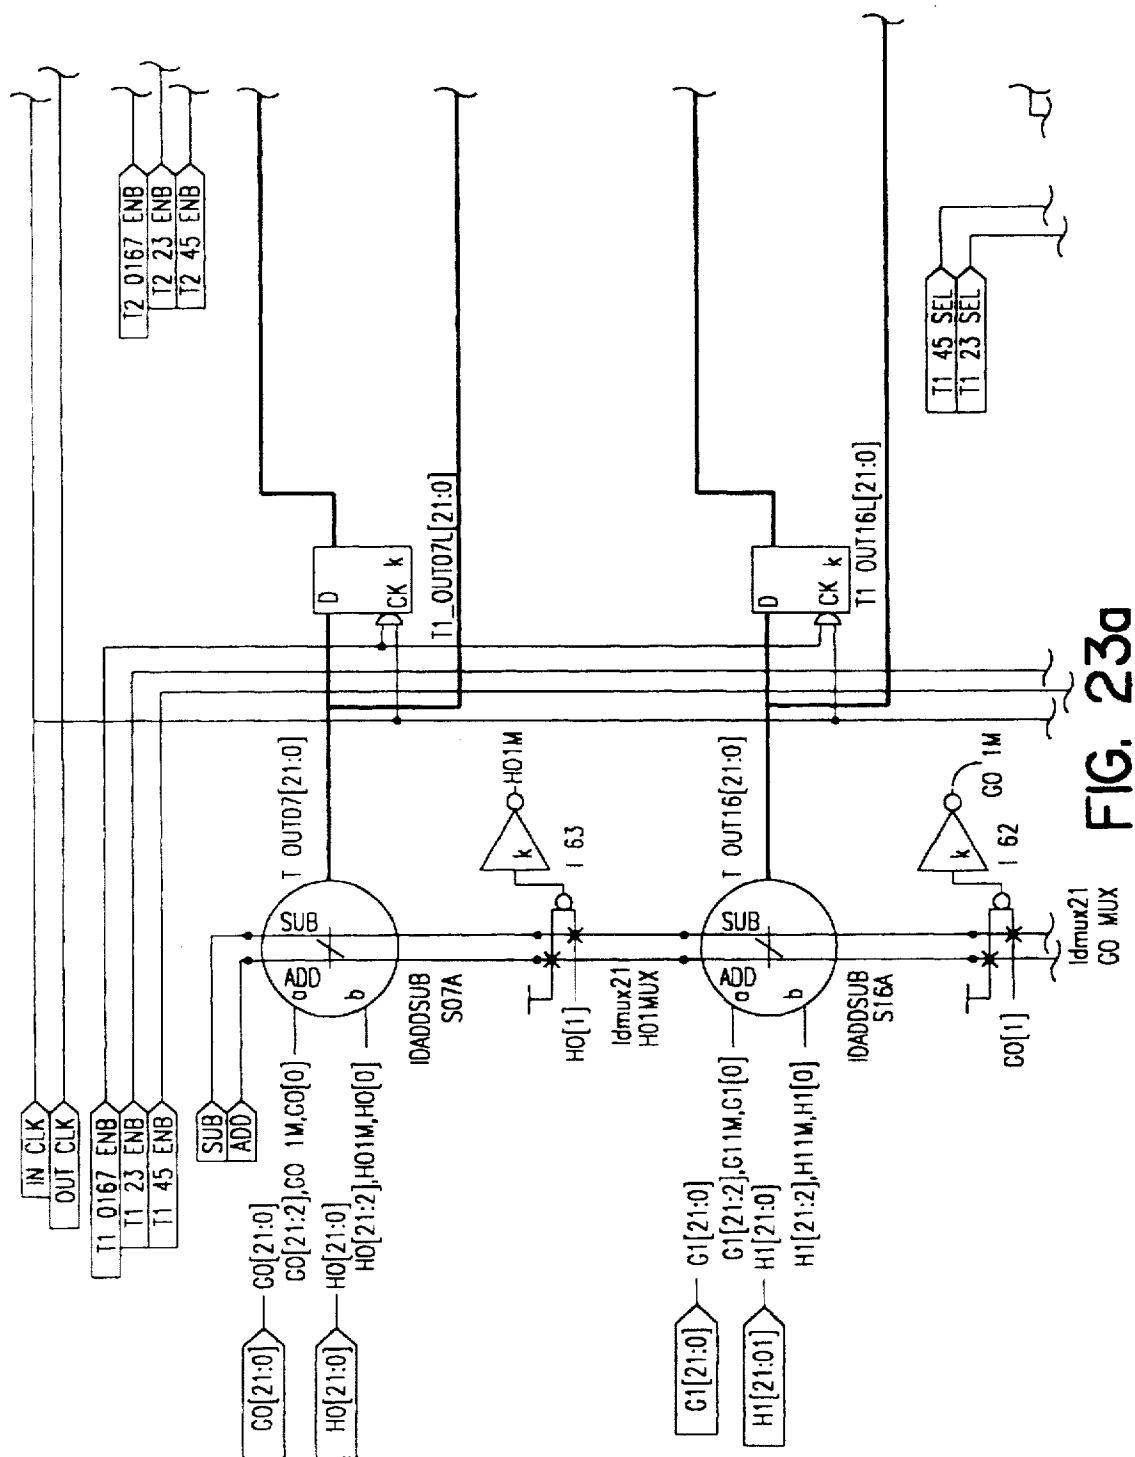 IN CLK
OUT CLK
T1 0167 ENB
T1 23 ENB
T1 45 ENB
SUB
ADD
T2 0167 ENB
T2 23 ENB
T2 45 ENB
G0[21:0]
G0[21:0]
G0[21:2],G0 1M,G0[0]
H0[21:0]
H0[21:0]
H0[21:2],H01M,H0[0]
a
b
ADD
SUB
IDADDSUB
S07A
T OUT07[21:0]
D
CK
k
T1_OUT07L[21:0]
H0[1]
ldmux21
H01MUX
k
I 63
H01M
G1[21:0]
G1[21:0]
G1[21:2],G11M,G1[0]
H1[21:01]
H1[21:0]
H1[21:2],H11M,H1[0]
a
b
ADD
SUB
IDADDSUB
S16A
T OUT16[21:0]
D
CK
k
T1 OUT16L[21:0]
G0[1]
ldmux21
G0 MUX
k
I 62
G0 1M
T1 45 SEL
T1 23 SEL
FIG. 23a